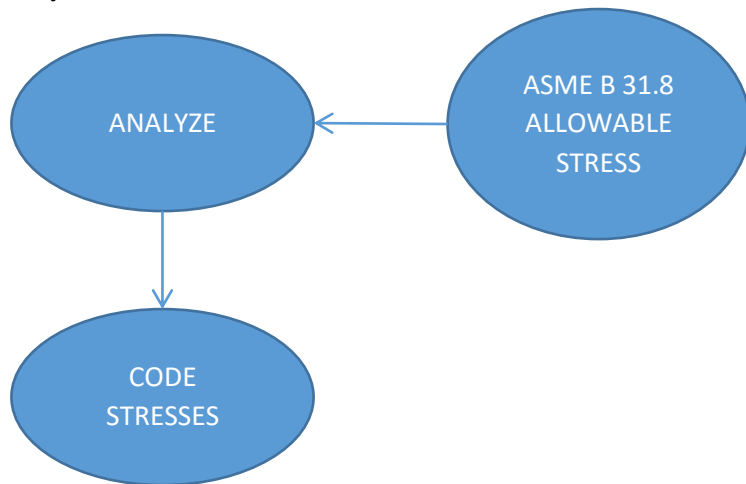 ANALYZE
ASME B 31.8
ALLOWABLE
STRESS
CODE
STRESSES